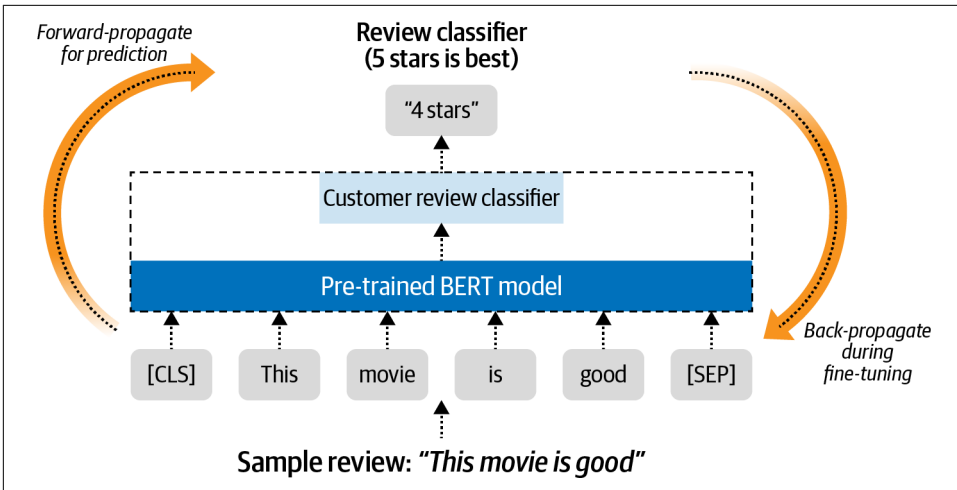 Forward-propagate
for prediction
Review classifier
(5 stars is best)
“4 stars”
Customer review classifier
Pre-trained BERT model
[CLS] This movie is good [SEP]
Back-propagate
during
fine-tuning
Sample review: “This movie is good”